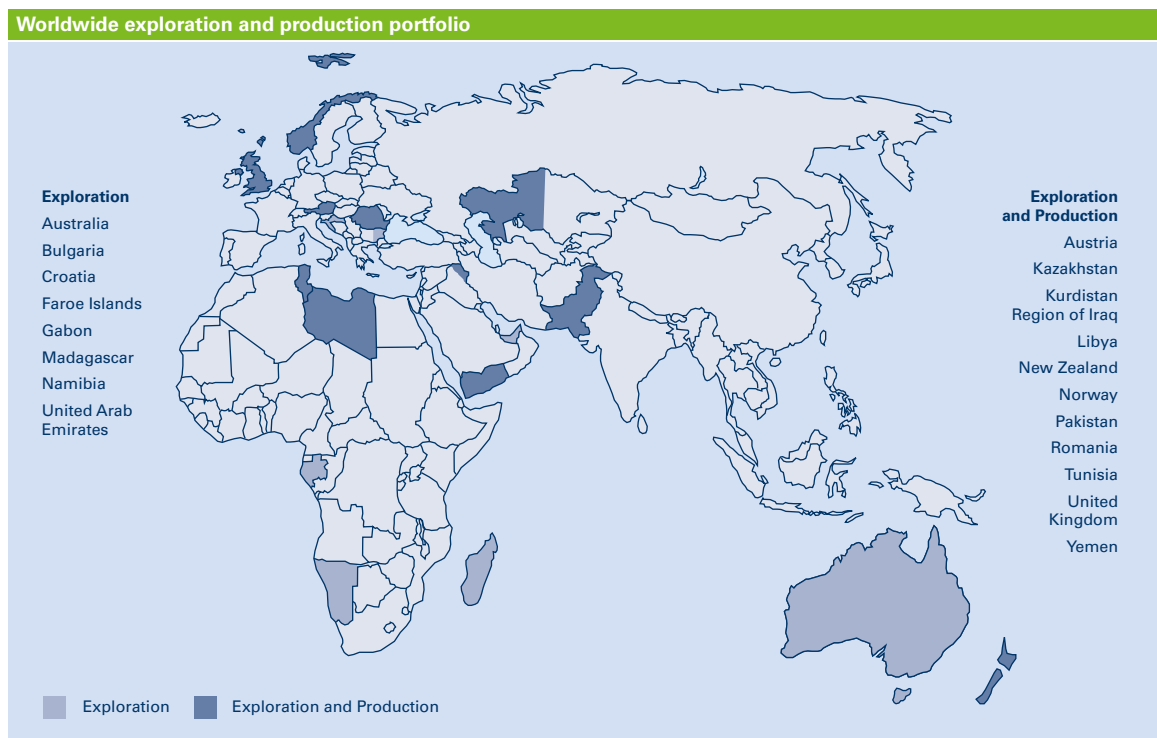 Worldwide exploration and production portfolio
Exploration
Australia
Bulgaria
Croatia
Faroe Islands
Gabon
Madagascar
Namibia
United Arab
Emirates
Exploration
and Production
Austria
Kazakhstan
Kurdistan
Region of Iraq
Libya
New Zealand
Norway
Pakistan
Romania
Tunisia
United
Kingdom
Yemen
Exploration
Exploration and Production